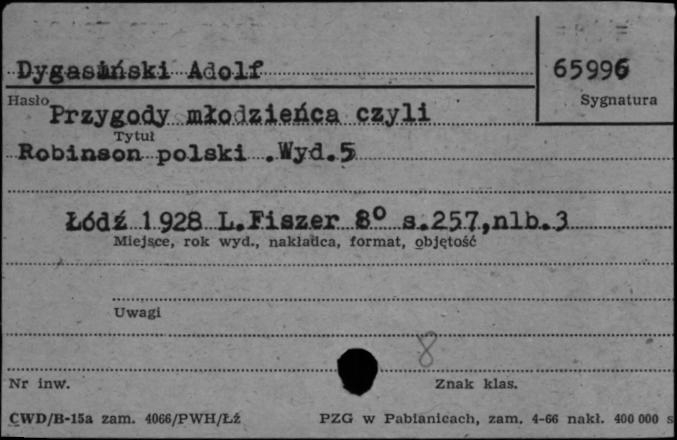 Dygasiński Adolf
65996
Hasło
Sygnatura
Przygody młodzieńca czyli
Tytuł
Robinson polski .Wyd.5
Łódź 1928 L.Fiszer 8º s.257,nlb.3
Miejsce, rok wyd., nakładca, format, objętość
Uwagi
8
Nr inw.
Znak klas.
CWD/B-15a zam. 4066/PWH/Łź
PZG w Pabianicach, zam. 4-66 nakł. 400 000 s